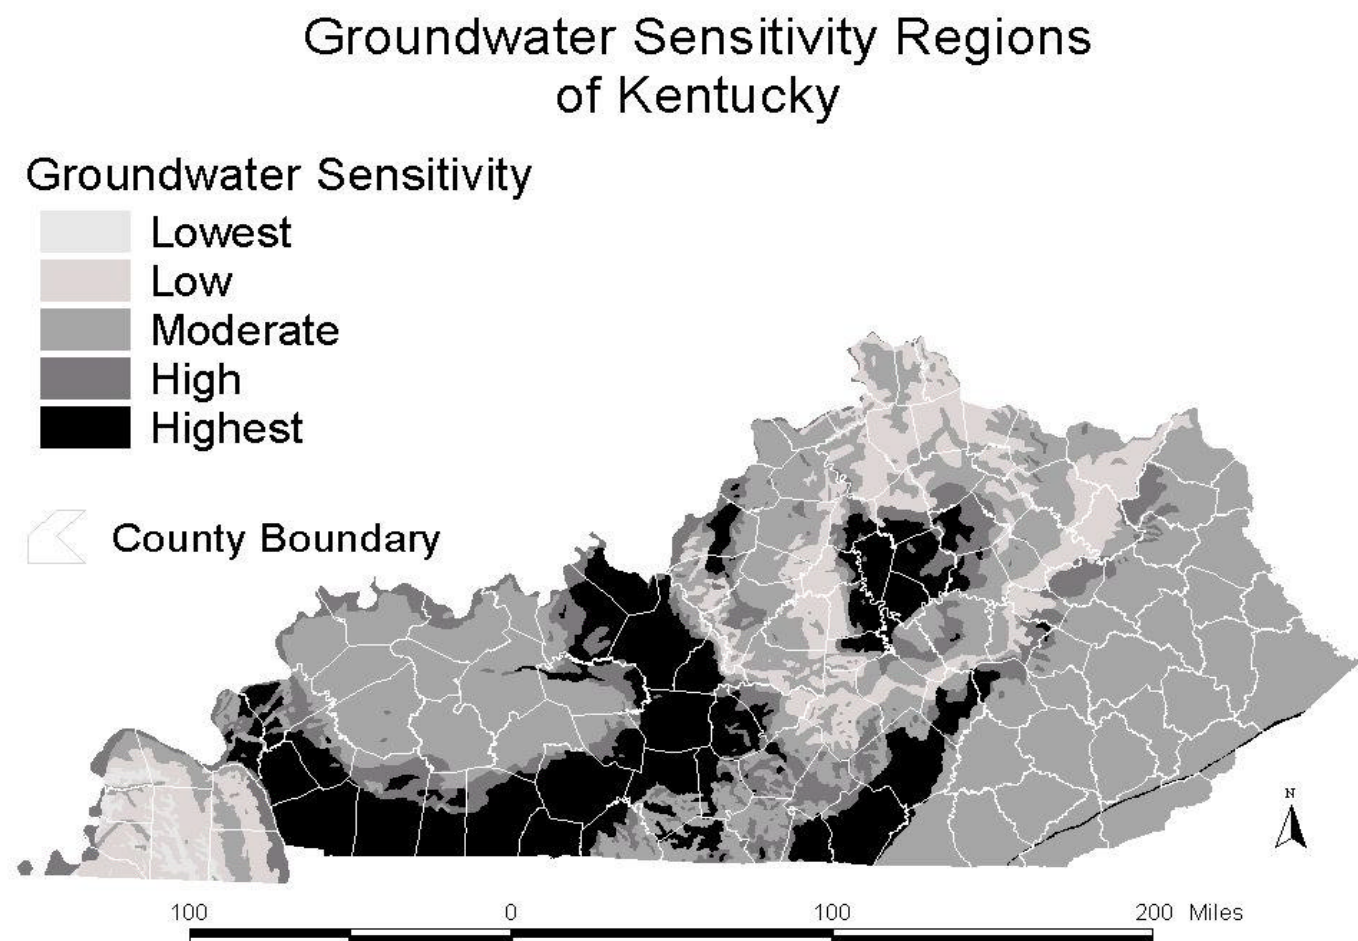 Groundwater Sensitivity Regions
of Kentucky
Groundwater Sensitivity
Lowest
Low
Moderate
High
Highest
County Boundary
N
100 0 100 200 Miles